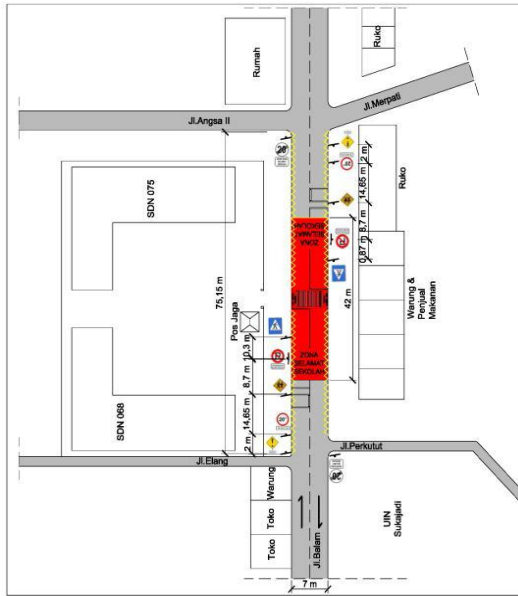 Rumah
Ruko
Jl.Merpati
Jl.Angsa II
SDN 075
75,15 m
Pos Jaga
10,3 m
8,7 m
14,65 m
2 m
SDN 068
2 m
14,65 m
8,7 m
0,87 m
Ruko
ZONA
SELAMAT
SEKOLAH
42 m
Warung &
Penjual
Makanan
ZONA
SELAMAT
SEKOLAH
Jl.Elang
Jl.Perkutut
Warung
Toko
Toko
Jl.Balam
UIN
Sukajadi
7 m